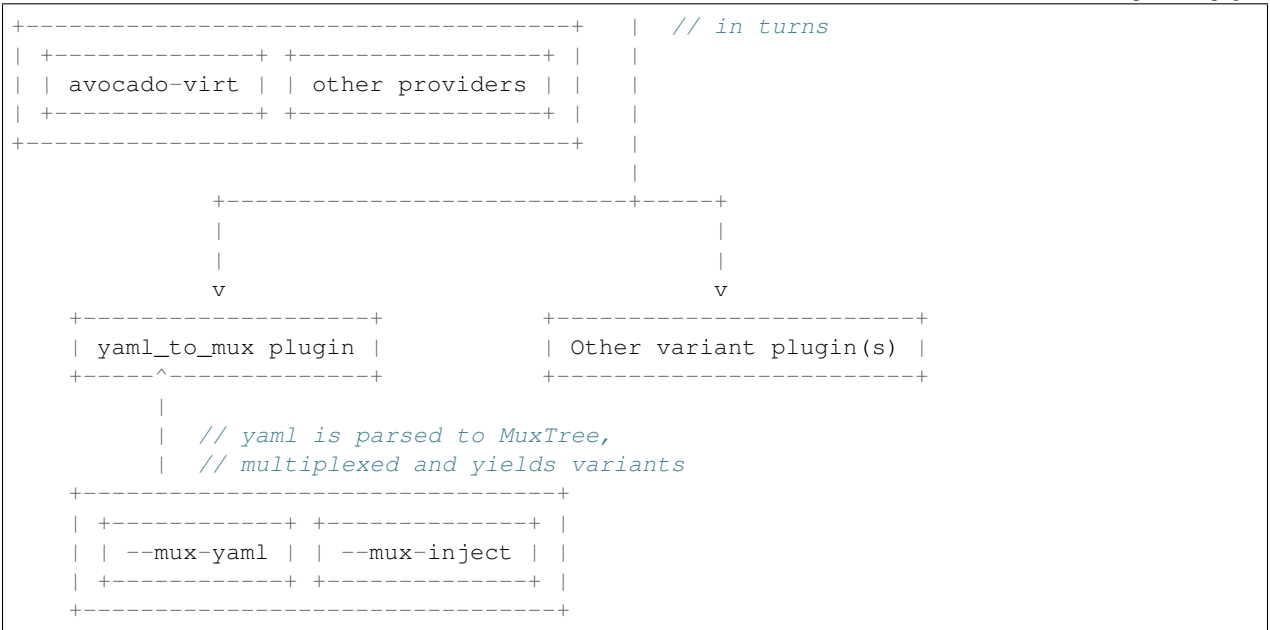 +--------------------------------------+    |  // in turns
|  +--------------+ +------------------+ |    |
|  | avocado-virt | | other providers | |    |
|  +--------------+ +------------------+ |    |
+--------------------------------------+    |
                                            |
              +----------------------------+-----+
              |                                  |
              |                                  |
              v                                  v
    +--------------------+           +-------------------------+
    | yaml_to_mux plugin |           | Other variant plugin(s) |
    +-----^--------------+           +-------------------------+
          |
          |  // yaml is parsed to MuxTree,
          |  // multiplexed and yields variants
    +---------------------------------+
    | +------------+ +--------------+ |
    | | --mux-yaml | | --mux-inject | |
    | +------------+ +--------------+ |
    +---------------------------------+